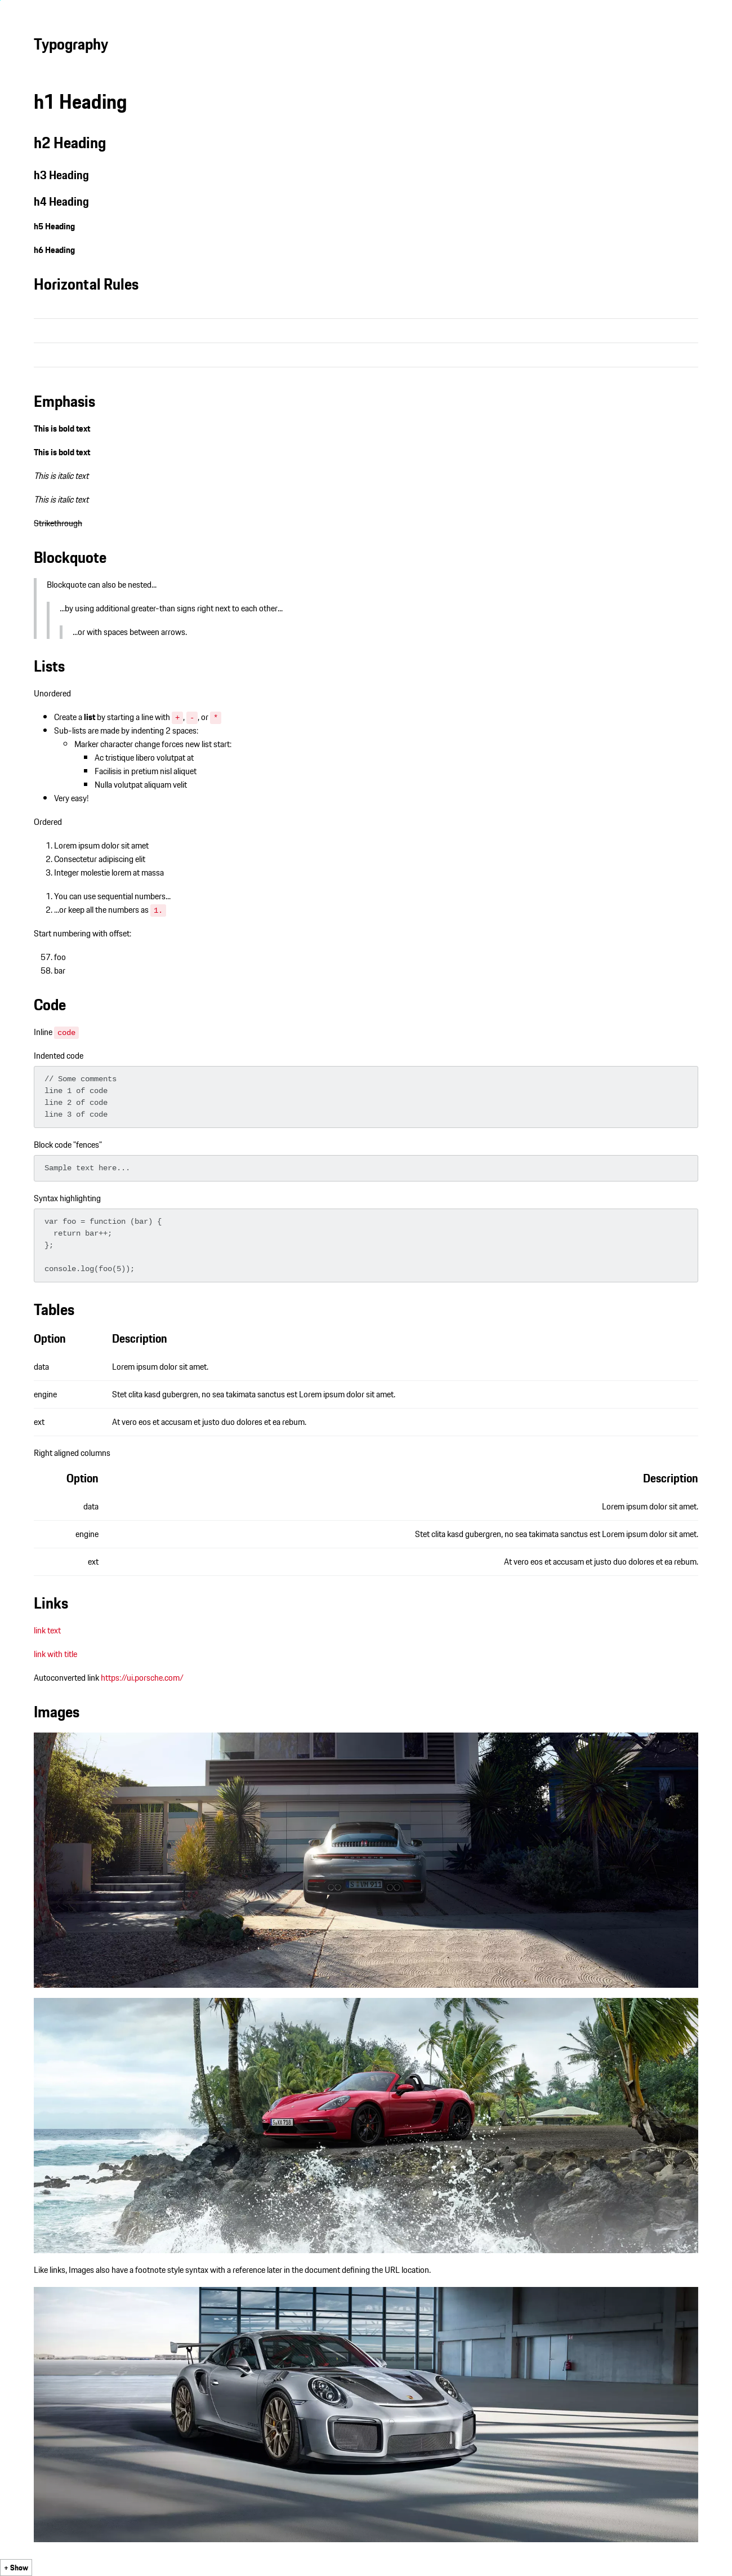 Typography
h1 Heading
h2 Heading
h3 Heading
h4 Heading
h5 Heading
h6 Heading
Horizontal Rules
Emphasis
This is bold text
This is bold text
This is italic text
This is italic text
Strikethrough
Blockquote
Blockquote can also be nested...
...by using additional greater-than signs right next to each other...
...or with spaces between arrows.
Lists
Unordered
Create a list by starting a line with +, -, or *
Sub-lists are made by indenting 2 spaces:
Marker character change forces new list start:
Ac tristique libero volutpat at
Facilisis in pretium nisl aliquet
Nulla volutpat aliquam velit
Very easy!
Ordered
1. Lorem ipsum dolor sit amet
2. Consectetur adipiscing elit
3. Integer molestie lorem at massa
1. You can use sequential numbers...
2. ...or keep all the numbers as 1.
Start numbering with offset:
57. foo
58. bar
Code
Inline code
Indented code
// Some comments
line 1 of code
line 2 of code
line 3 of code
Block code "fences"
Sample text here...
Syntax highlighting
var foo = function (bar) {
  return bar++;
};
console.log(foo(5));
Tables
Option Description
data Lorem ipsum dolor sit amet.
engine Stet clita kasd gubergren, no sea takimata sanctus est Lorem ipsum dolor sit amet.
ext At vero eos et accusam et justo duo dolores et ea rebum.
Right aligned columns
Option Description
data Lorem ipsum dolor sit amet.
engine Stet clita kasd gubergren, no sea takimata sanctus est Lorem ipsum dolor sit amet.
ext At vero eos et accusam et justo duo dolores et ea rebum.
Links
link text
link with title
Autoconverted link https://ui.porsche.com/
Images
Like links, Images also have a footnote style syntax with a reference later in the document defining the URL location.
+ Show